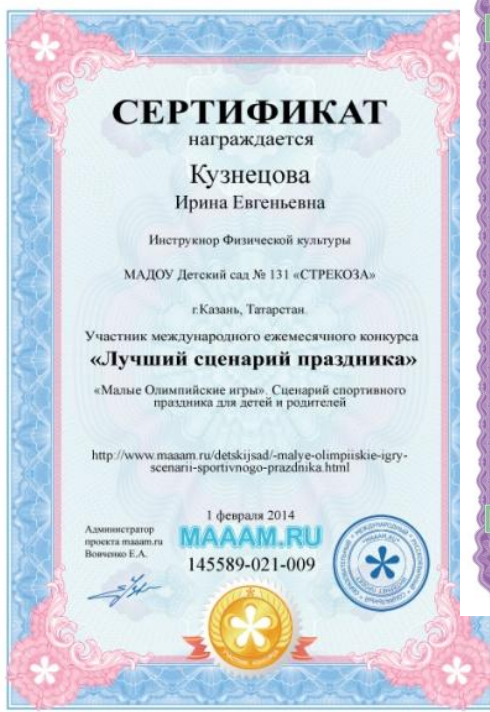 СЕРТИФИКАТ
награждается
Кузнецова
Ирина Евгеньевна
Инструкнор Физической культуры
МАДОУ Детский сад № 131 «СТРЕКОЗА»
г.Казань, Татарстан.
Участник международного ежемесячного конкурса
«Лучший сценарий праздника»
«Малые Олимпийские игры». Сценарий спортивного
праздника для детей и родителей
http://www.maaam.ru/detskijsad/-malye-olimpiiskie-igry-
scenarii-sportivnogo-prazdnika.html
1 февраля 2014
Администратор
проекта maaam.ru
Вовченко Е.А.
MAAAM.RU
145589-021-009